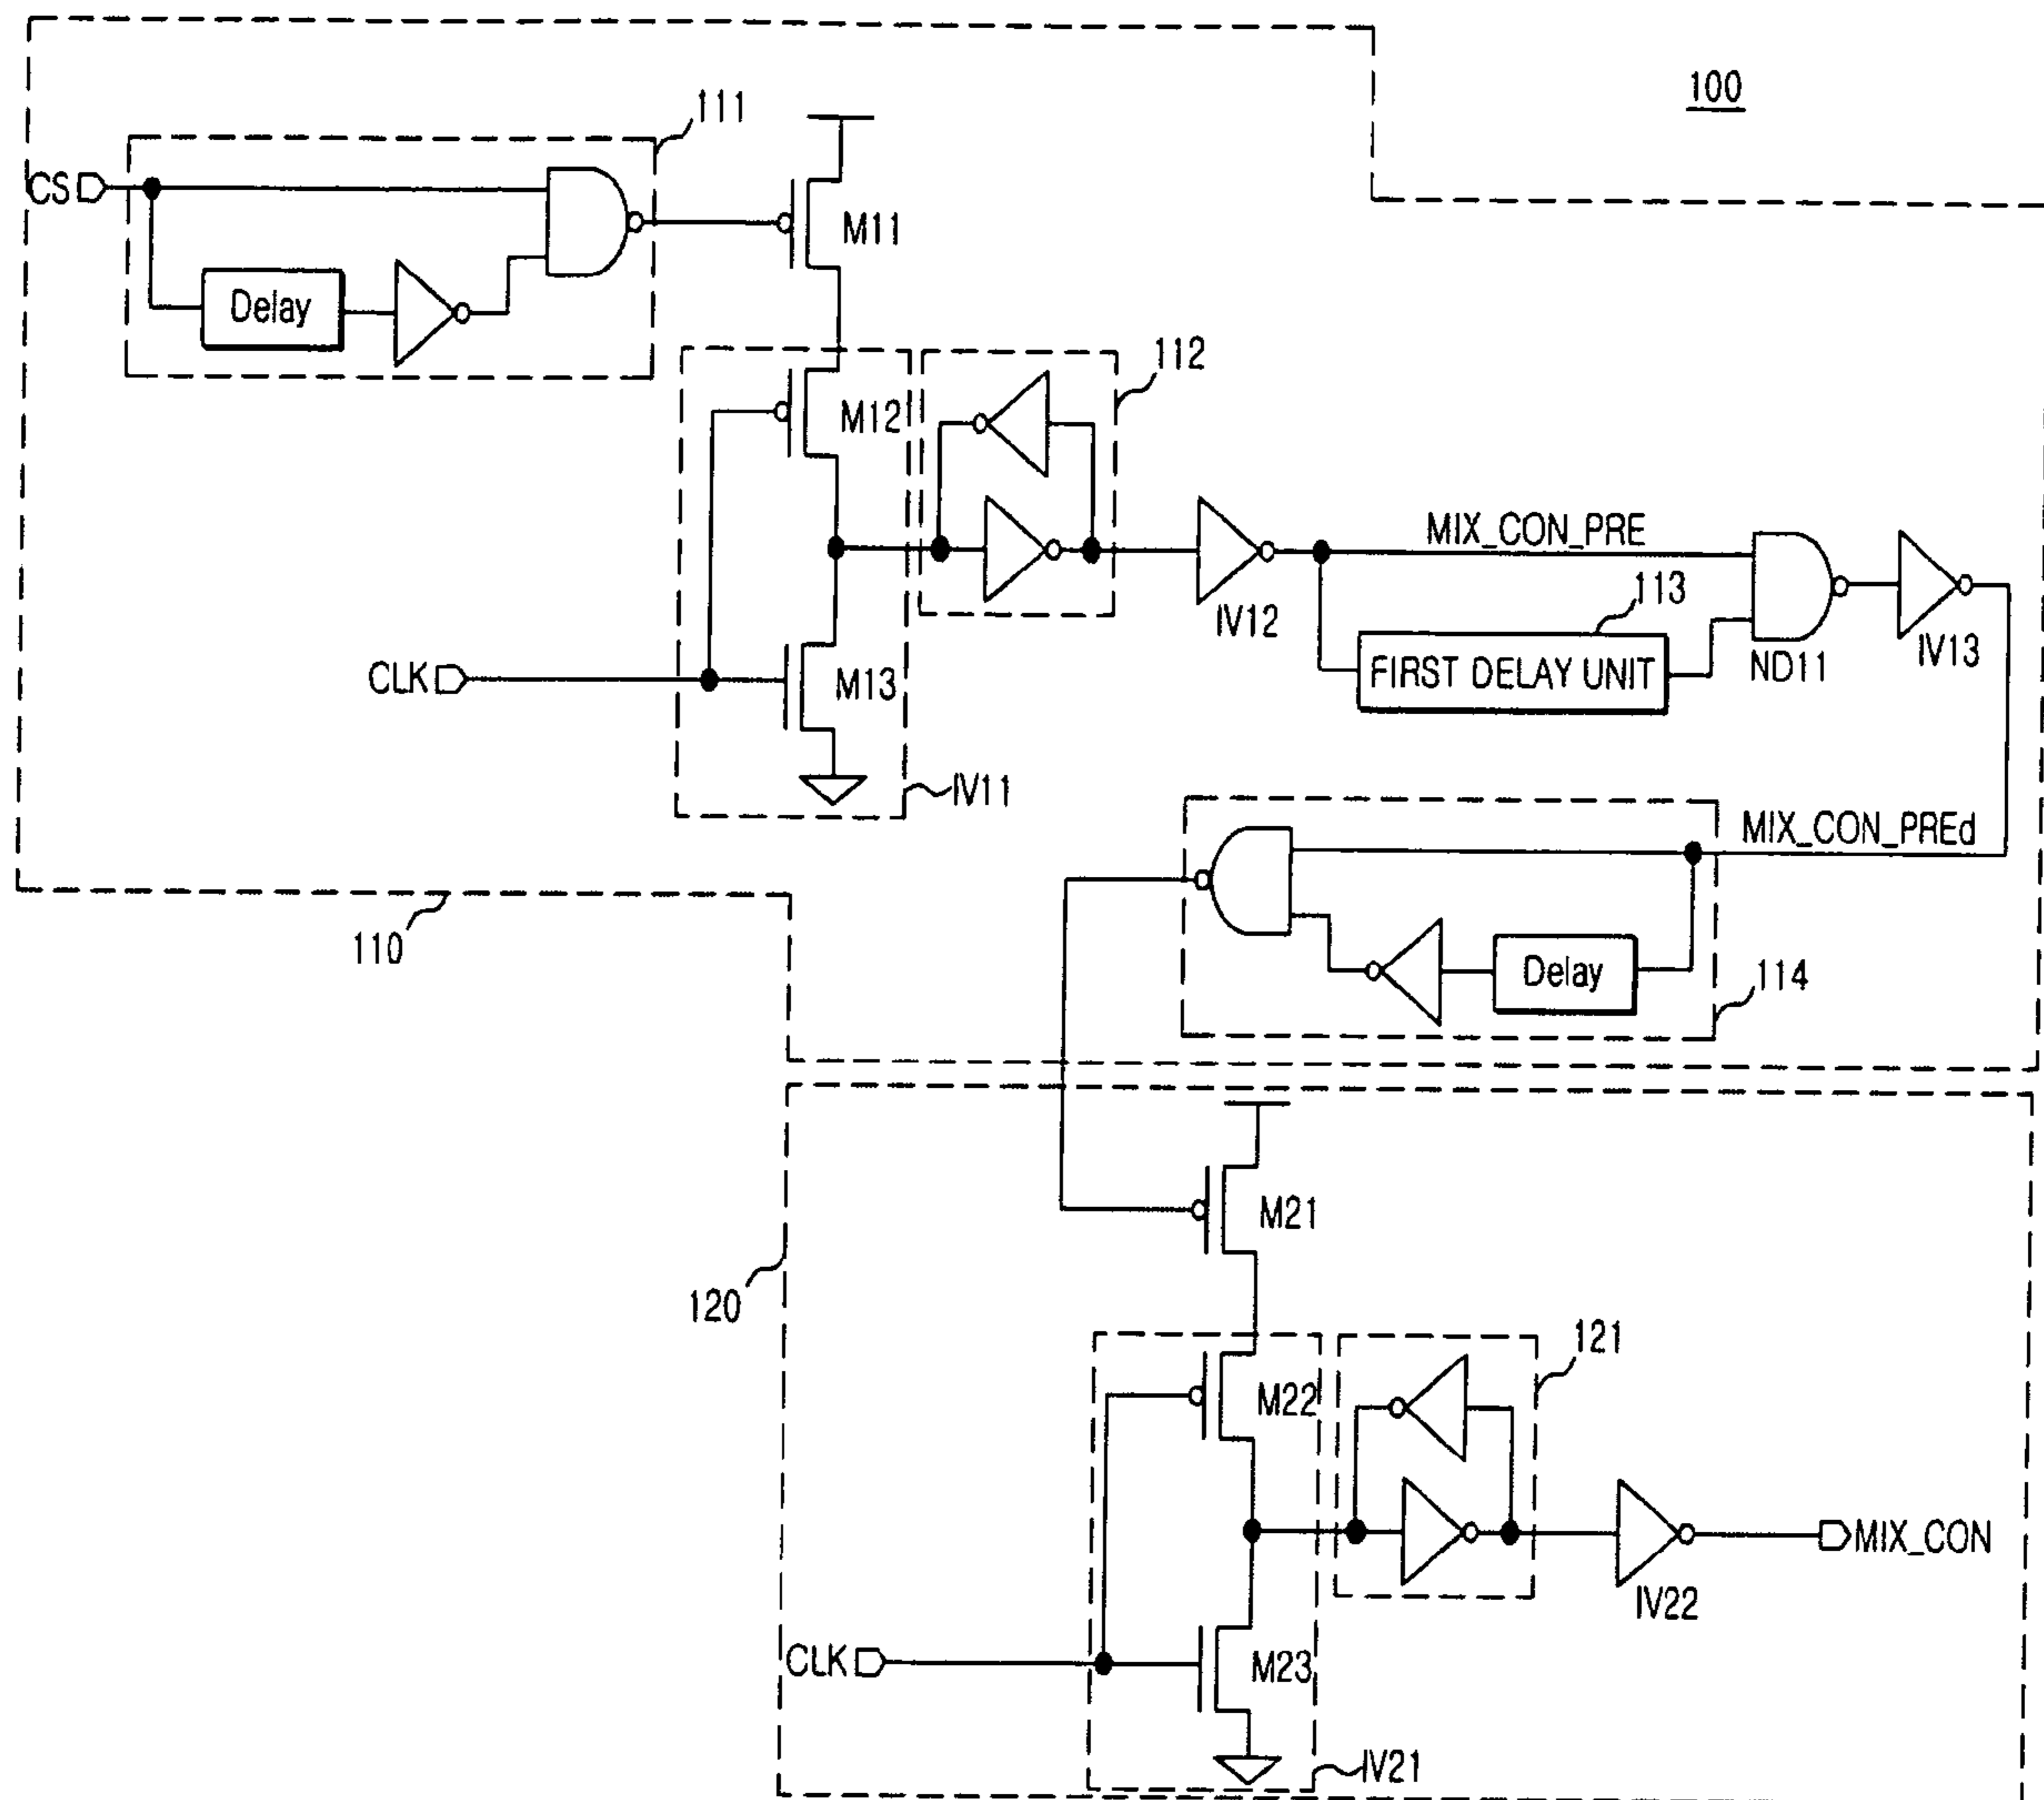 100
111
CS
M11
Delay
112
M12
MIX_CON_PRE
113
IV12
FIRST DELAY UNIT
ND11
IV13
CLK
M13
IV11
MIX_CON_PREd
110
Delay
114
M21
120
121
M22
MIX_CON
IV22
CLK
M23
IV21